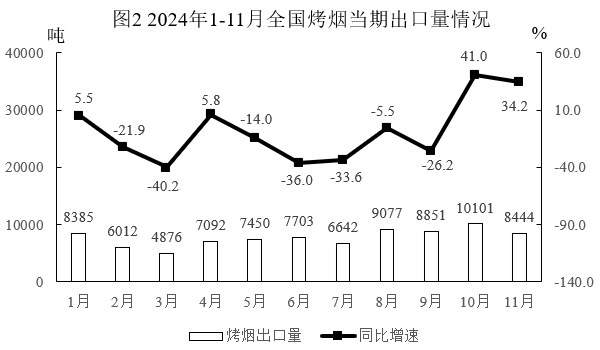 图2 2024年1-11月全国烤烟当期出口量情况
吨 %
40000 60.0
30000 10.0
20000 -40.0
10000 -90.0
0 -140.0
5.5 -21.9 -40.2 5.8 -14.0 -36.0 -33.6 -5.5 -26.2 41.0 34.2
8385 6012 4876 7092 7450 7703 6642 9077 8851 10101 8444
1月 2月 3月 4月 5月 6月 7月 8月 9月 10月 11月
烤烟出口量 同比增速